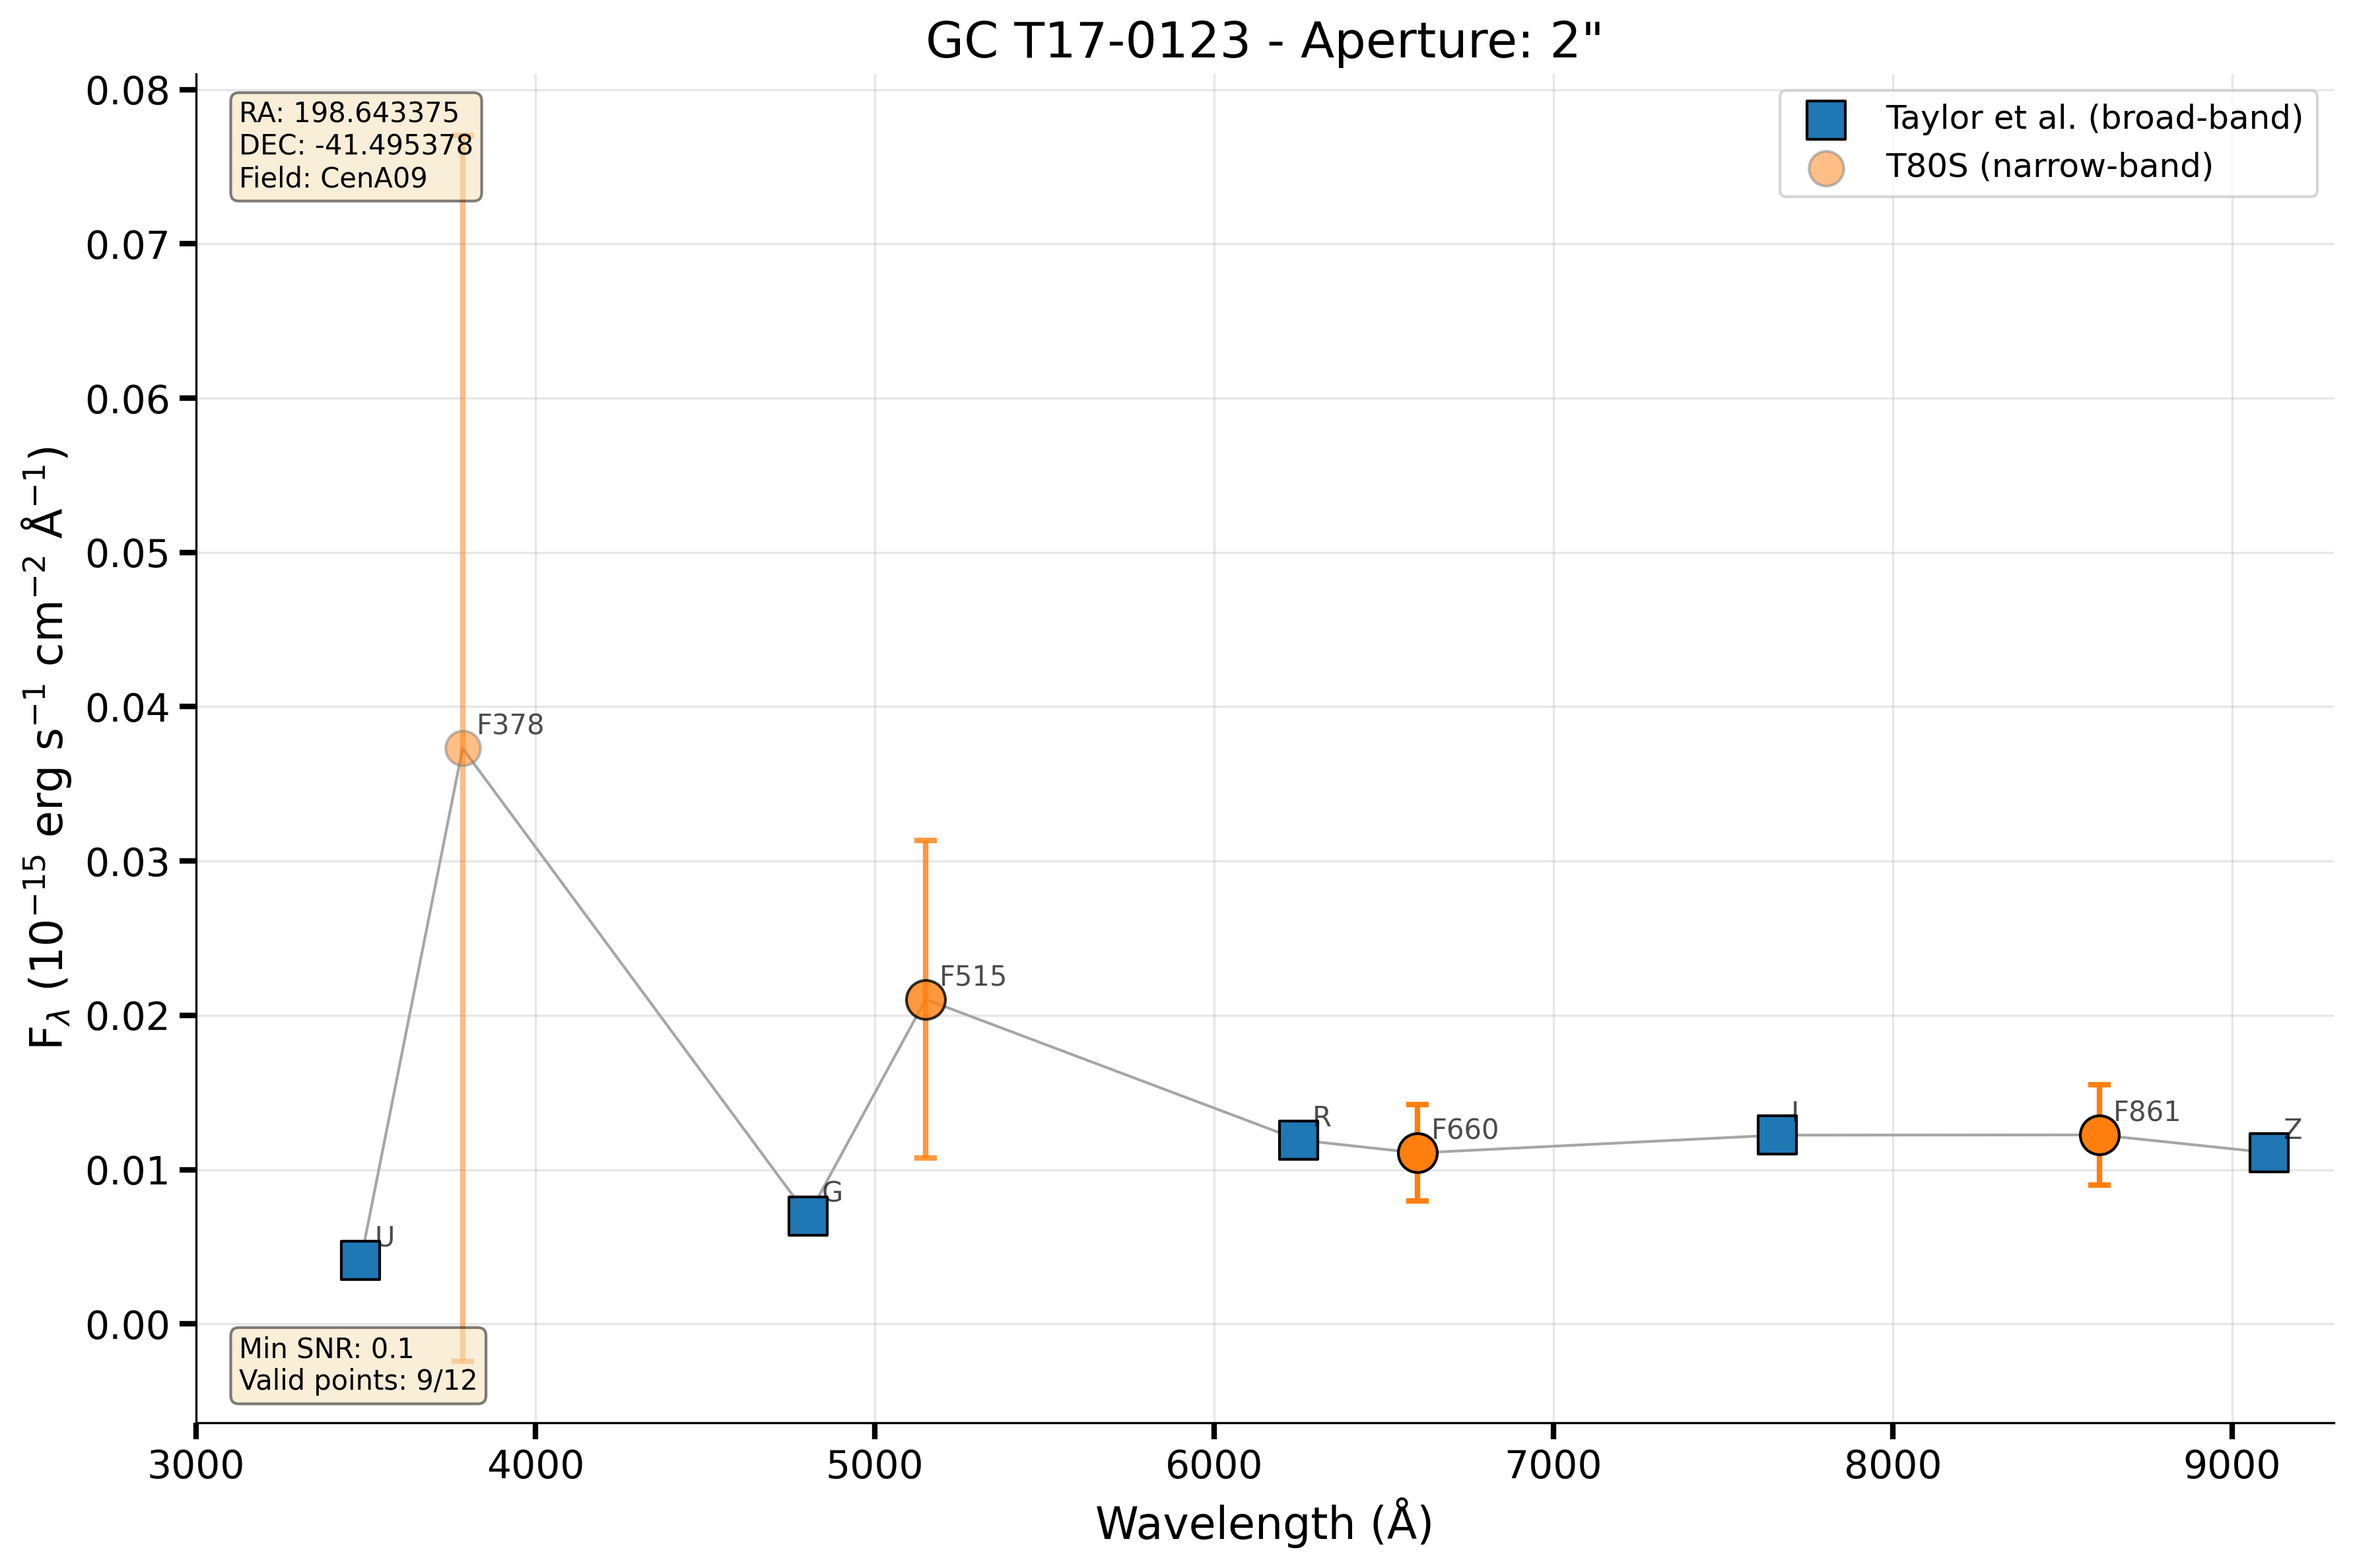 GC T17-0123 - Aperture: 2"
RA: 198.643375
DEC: -41.495378
Field: CenA09
Taylor et al. (broad-band)
T80S (narrow-band)
0.08
0.07
0.06
0.05
0.04
0.03
0.02
0.01
0.00
F_λ (10⁻¹⁵ erg s⁻¹ cm⁻² Å⁻¹)
U
F378
G
F515
R
F660
I
F861
Z
Min SNR: 0.1
Valid points: 9/12
3000 4000 5000 6000 7000 8000 9000
Wavelength (Å)